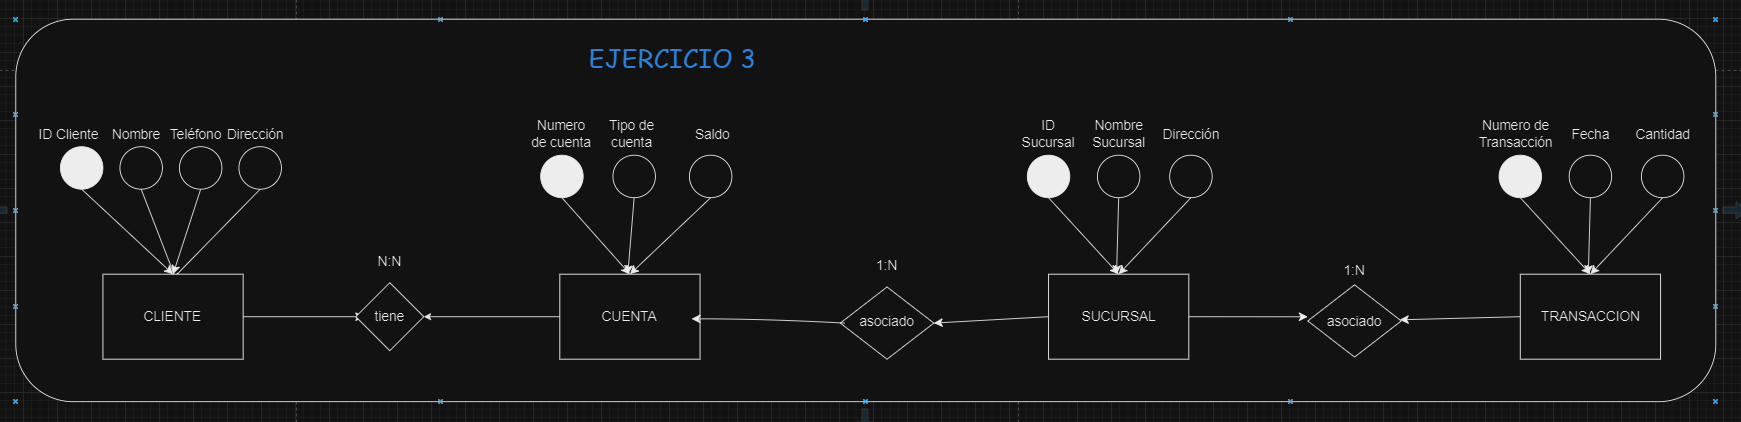 EJERCICIO 3
ID Cliente
Nombre
Teléfono
Dirección
Numero
de cuenta
Tipo de
cuenta
Saldo
ID
Sucursal
Nombre
Sucursal
Dirección
Numero de
Transacción
Fecha
Cantidad
N:N
1:N
1:N
CLIENTE
tiene
CUENTA
asociado
SUCURSAL
asociado
TRANSACCION